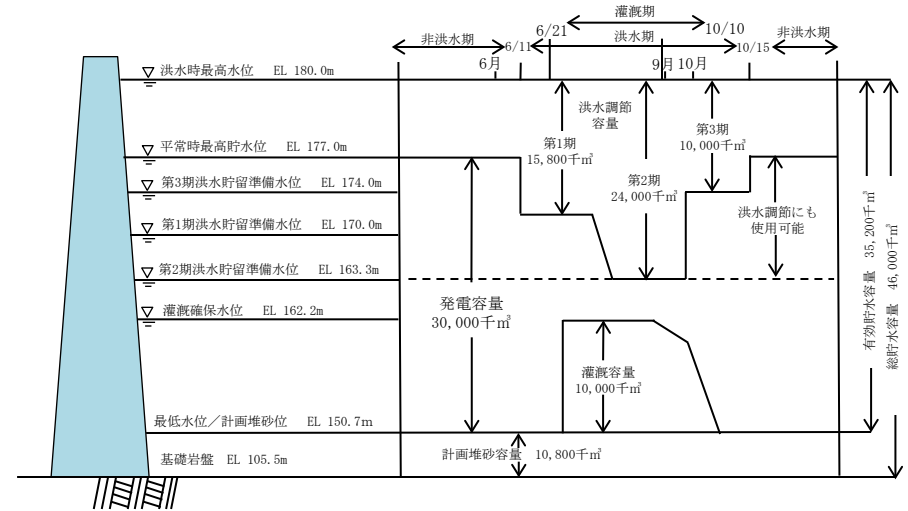 灌漑期
6/21
10/10
非洪水期
6/11
洪水期
10/15
非洪水期
6月
9月
10月
洪水時最高水位 EL 180.0m
洪水調節
容量
第1期
15,800千㎥
第3期
10,000千㎥
平常時最高貯水位 EL 177.0m
第3期洪水貯留準備水位 EL 174.0m
第2期
24,000千㎥
第1期洪水貯留準備水位 EL 170.0m
洪水調節にも
使用可能
第2期洪水貯留準備水位 EL 163.3m
灌漑確保水位 EL 162.2m
発電容量
30,000千㎥
灌漑容量
10,000千㎥
有効貯水容量 35,200千㎥
総貯水容量 46,000千㎥
最低水位/計画堆砂位 EL 150.7m
計画堆砂容量 10,800千㎥
基礎岩盤 EL 105.5m